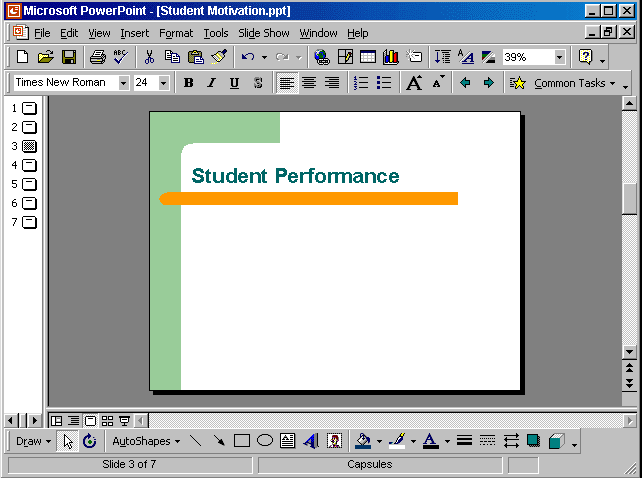 Microsoft PowerPoint - [Student Motivation.ppt]
File Edit View Insert Format Tools Slide Show Window Help
39%
Times New Roman 24 B I U S A A Common Tasks
1
2
3
4
5
6
7
Student Performance
Draw AutoShapes A A
Slide 3 of 7 Capsules